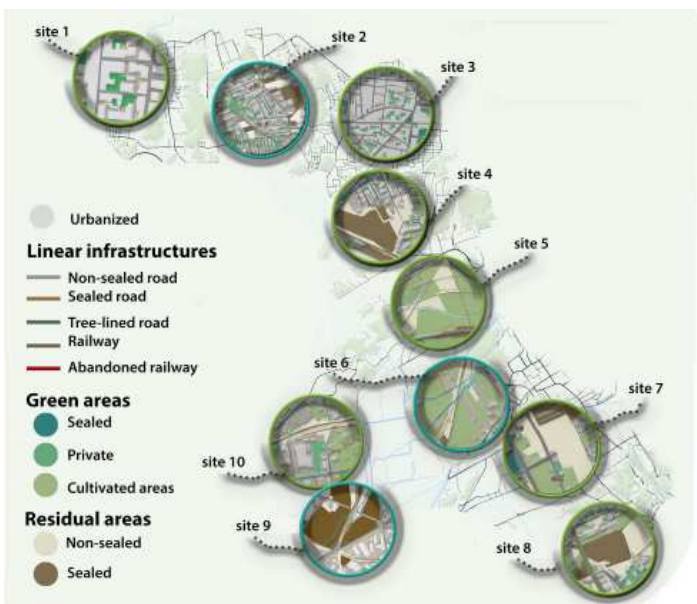 site 1
site 2
site 3
site 4
site 5
site 6
site 7
site 8
site 9
site 10
Urbanized
Linear infrastructures
Non-sealed road
Sealed road
Tree-lined road
Railway
Abandoned railway
Green areas
Sealed
Private
Cultivated areas
Residual areas
Non-sealed
Sealed